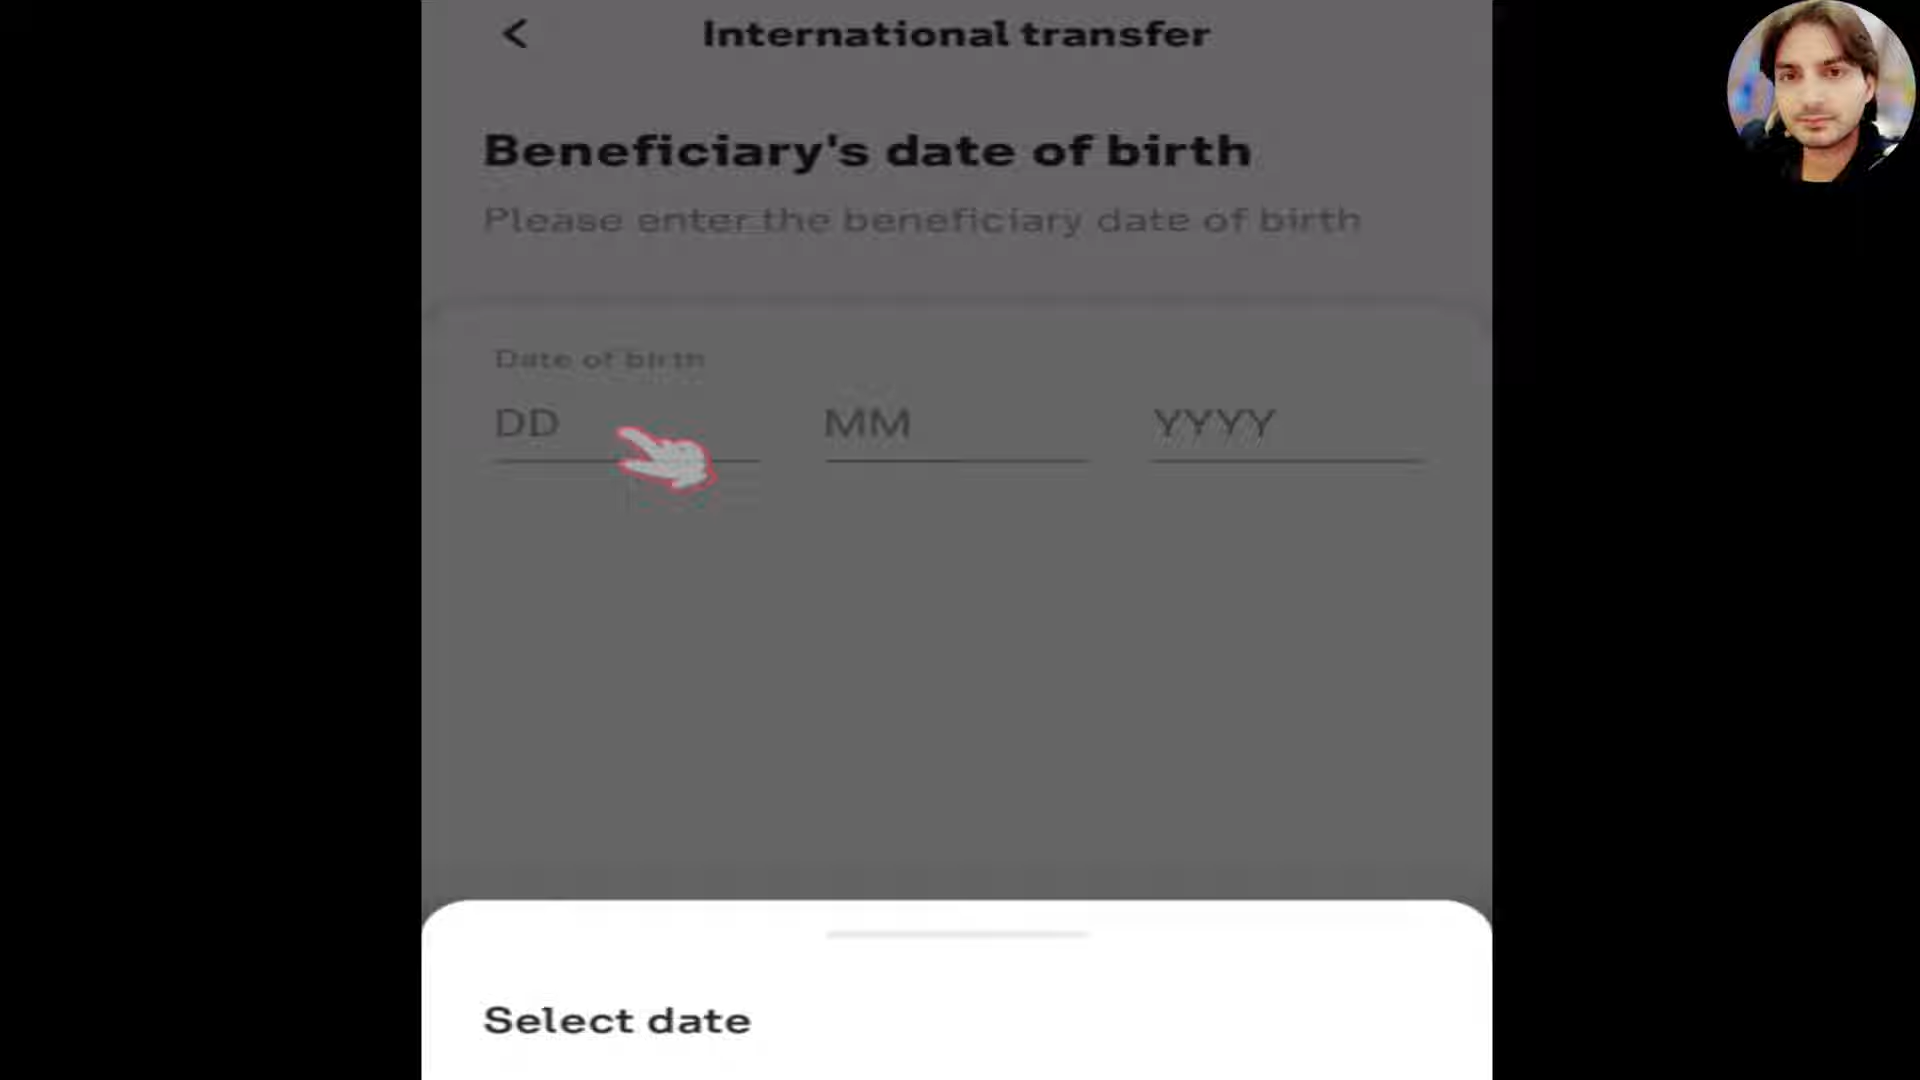 International transfer
Beneficiary's date of birth
Please enter the beneficiary date of birth
Date of birth
DD MM YYYY
Select date